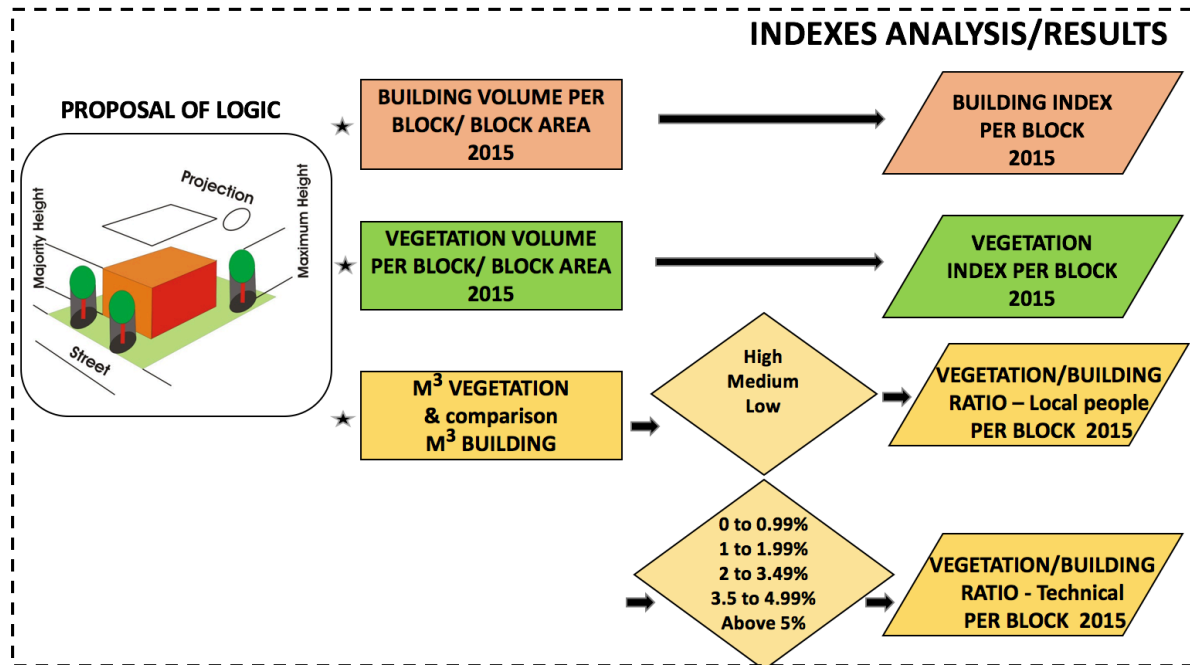 INDEXES ANALYSIS/RESULTS
PROPOSAL OF LOGIC
Majority Height
Projection
Maximum Height
Street
BUILDING VOLUME PER
BLOCK/ BLOCK AREA
2015
BUILDING INDEX
PER BLOCK
2015
VEGETATION VOLUME
PER BLOCK/ BLOCK AREA
2015
VEGETATION
INDEX PER BLOCK
2015
M³ VEGETATION
& comparison
M³ BUILDING
High
Medium
Low
VEGETATION/BUILDING
RATIO – Local people
PER BLOCK 2015
0 to 0.99%
1 to 1.99%
2 to 3.49%
3.5 to 4.99%
Above 5%
VEGETATION/BUILDING
RATIO - Technical
PER BLOCK 2015